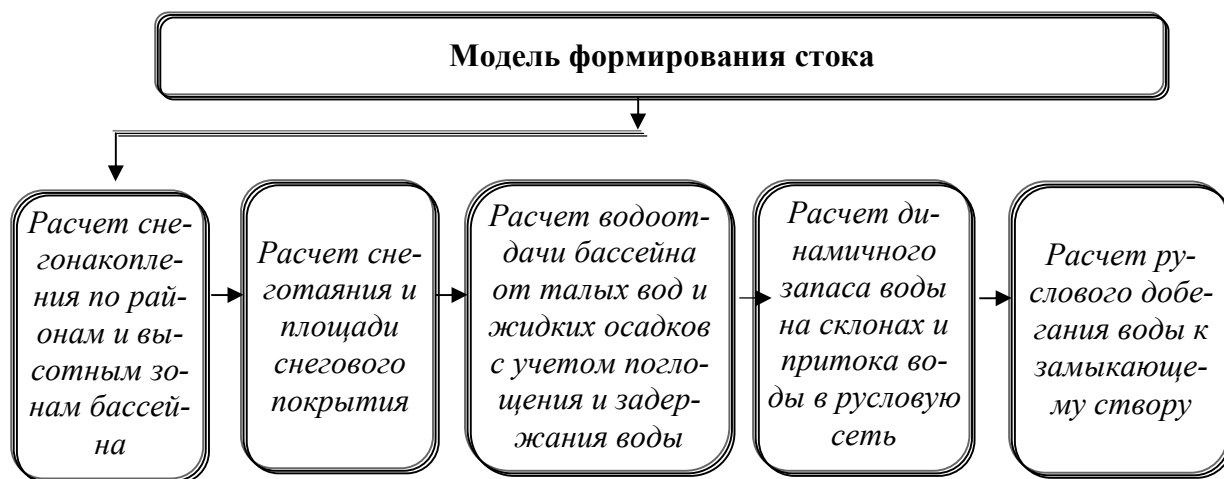 Модель формирования стока
Расчет сне-
гонакопле-
ния по рай-
онам и вы-
сотным зо-
нам бассей-
на
Расчет сне-
готаяния и
площади
снегового
покрытия
Расчет водоот-
дачи бассейна
от талых вод и
жидких осадков
с учетом погло-
щения и задер-
жания воды
Расчет ди-
намичного
запаса воды
на склонах и
притока во-
ды в русловую
сеть
Расчет ру-
слового добе-
гания воды к
замыкающе-
му створу